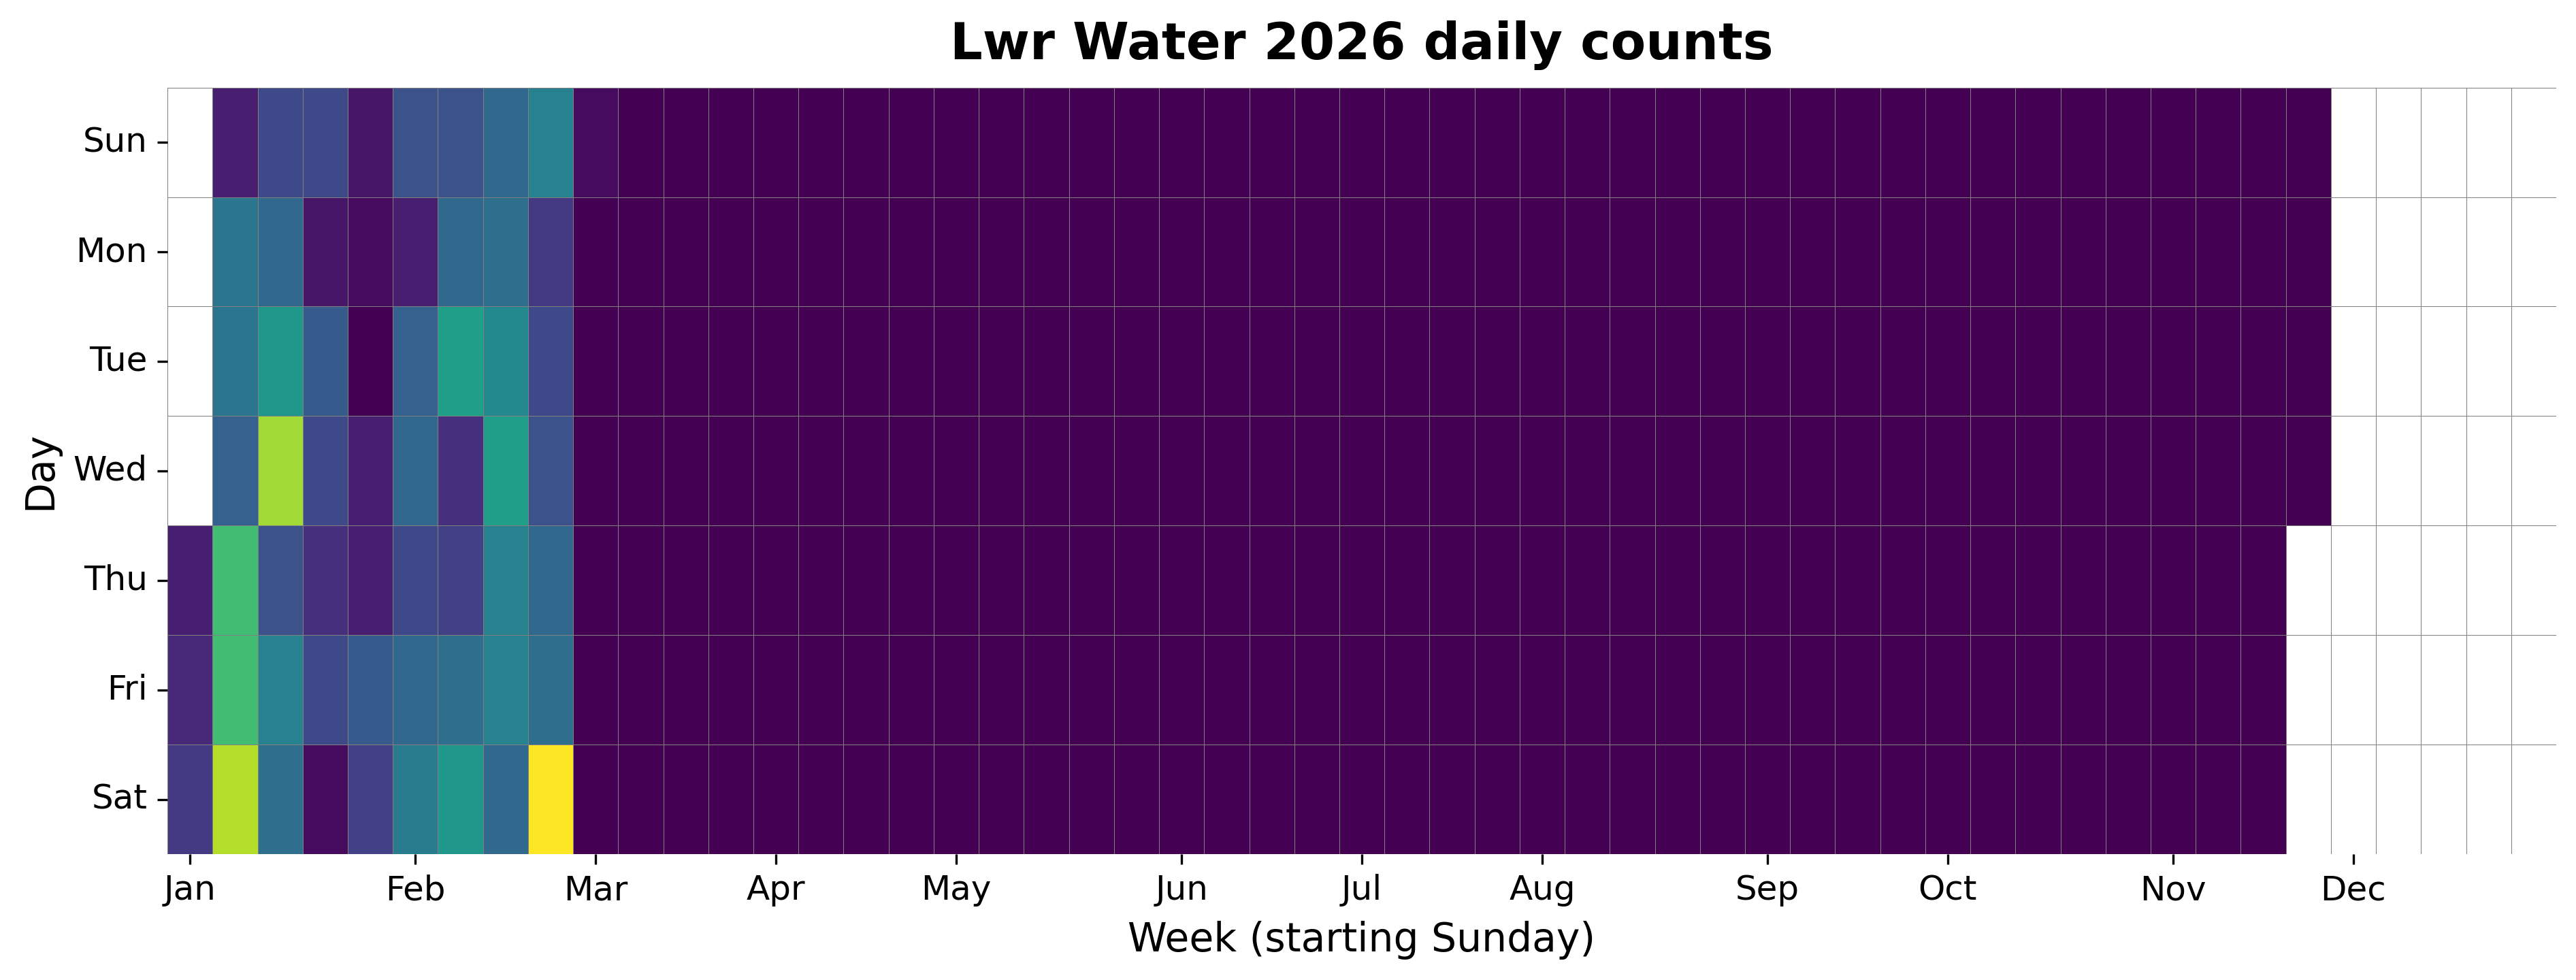 Lwr Water 2026 daily counts
Sun
Mon
Tue
Wed
Thu
Fri
Sat
Day
Jan Feb Mar Apr May Jun Jul Aug Sep Oct Nov Dec
Week (starting Sunday)